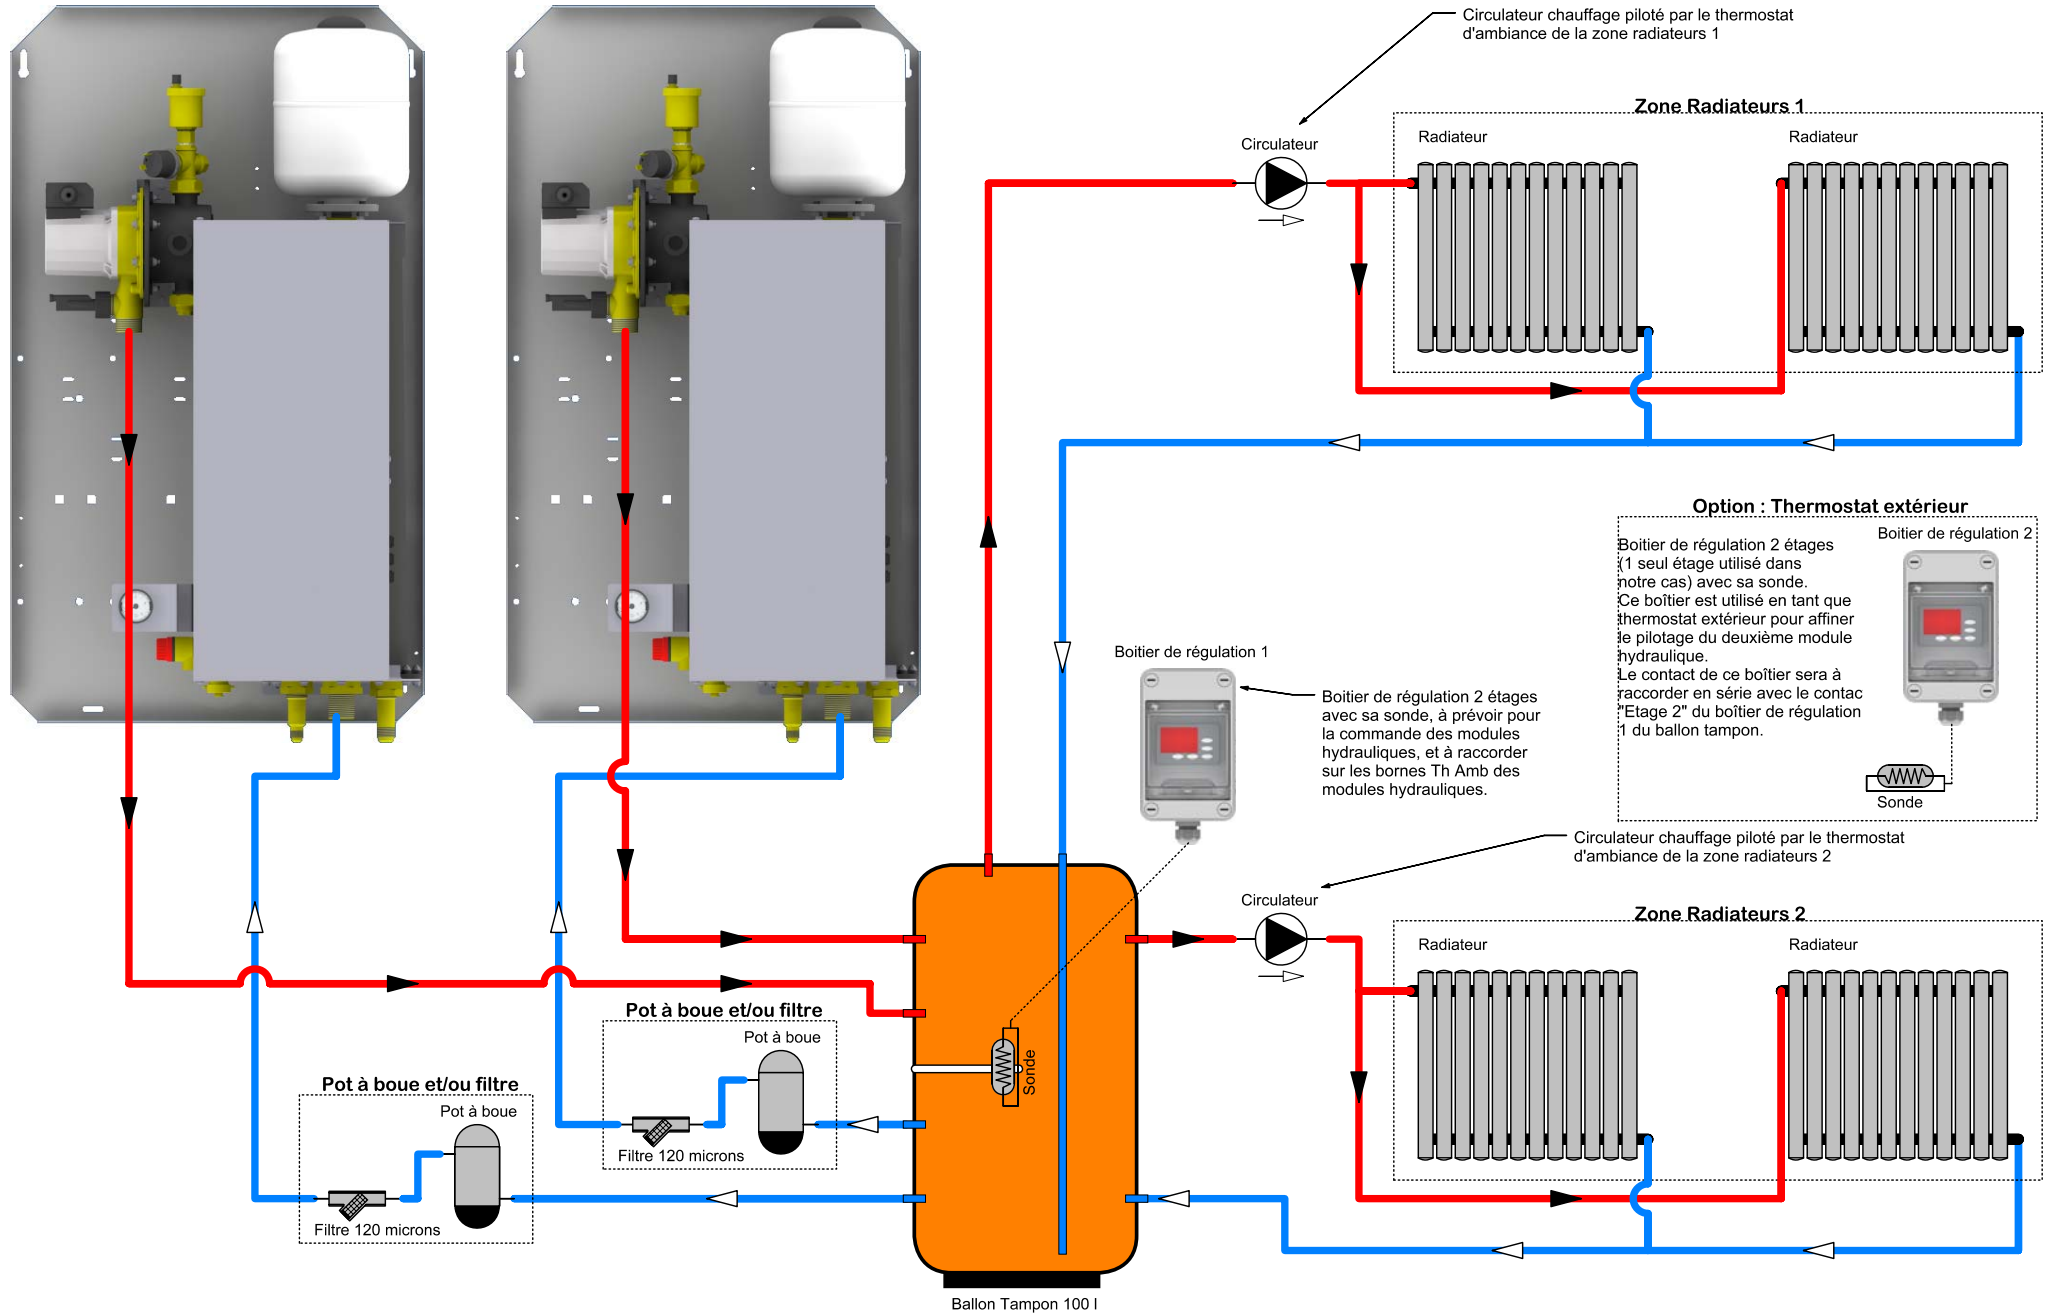 Circulateur chauffage piloté par le thermostat
d'ambiance de la zone radiateurs 1
Zone Radiateurs 1
Circulateur
Radiateur
Radiateur
Option : Thermostat extérieur
Boitier de régulation 2
Boitier de régulation 2 étages
(1 seul étage utilisé dans
notre cas) avec sa sonde.
Ce boîtier est utilisé en tant que
thermostat extérieur pour affiner
le pilotage du deuxième module
hydraulique.
Le contact de ce boîtier sera à
raccorder en série avec le contac
"Etage 2" du boîtier de régulation
1 du ballon tampon.
Sonde
Boitier de régulation 1
Boitier de régulation 2 étages
avec sa sonde, à prévoir pour
la commande des modules
hydrauliques, et à raccorder
sur les bornes Th Amb des
modules hydrauliques.
Circulateur chauffage piloté par le thermostat
d'ambiance de la zone radiateurs 2
Circulateur
Zone Radiateurs 2
Radiateur
Radiateur
Pot à boue et/ou filtre
Pot à boue
Filtre 120 microns
Sonde
Pot à boue et/ou filtre
Pot à boue
Filtre 120 microns
Ballon Tampon 100 l